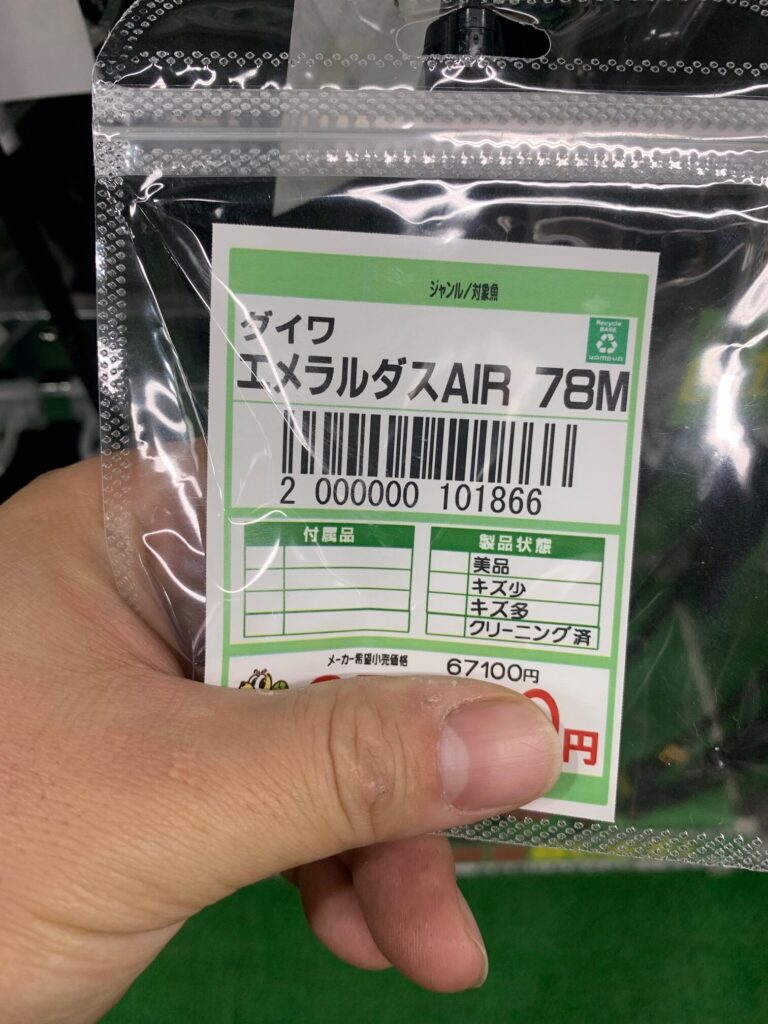 ジャンル/対象魚
ダイワ
Recycle
BASE
エメラルダスAIR 78M
2 000000 101866
付属品
製品状態
美品
キズ少
キズ多
クリーニング済
メーカー希望小売価格 67100円
円